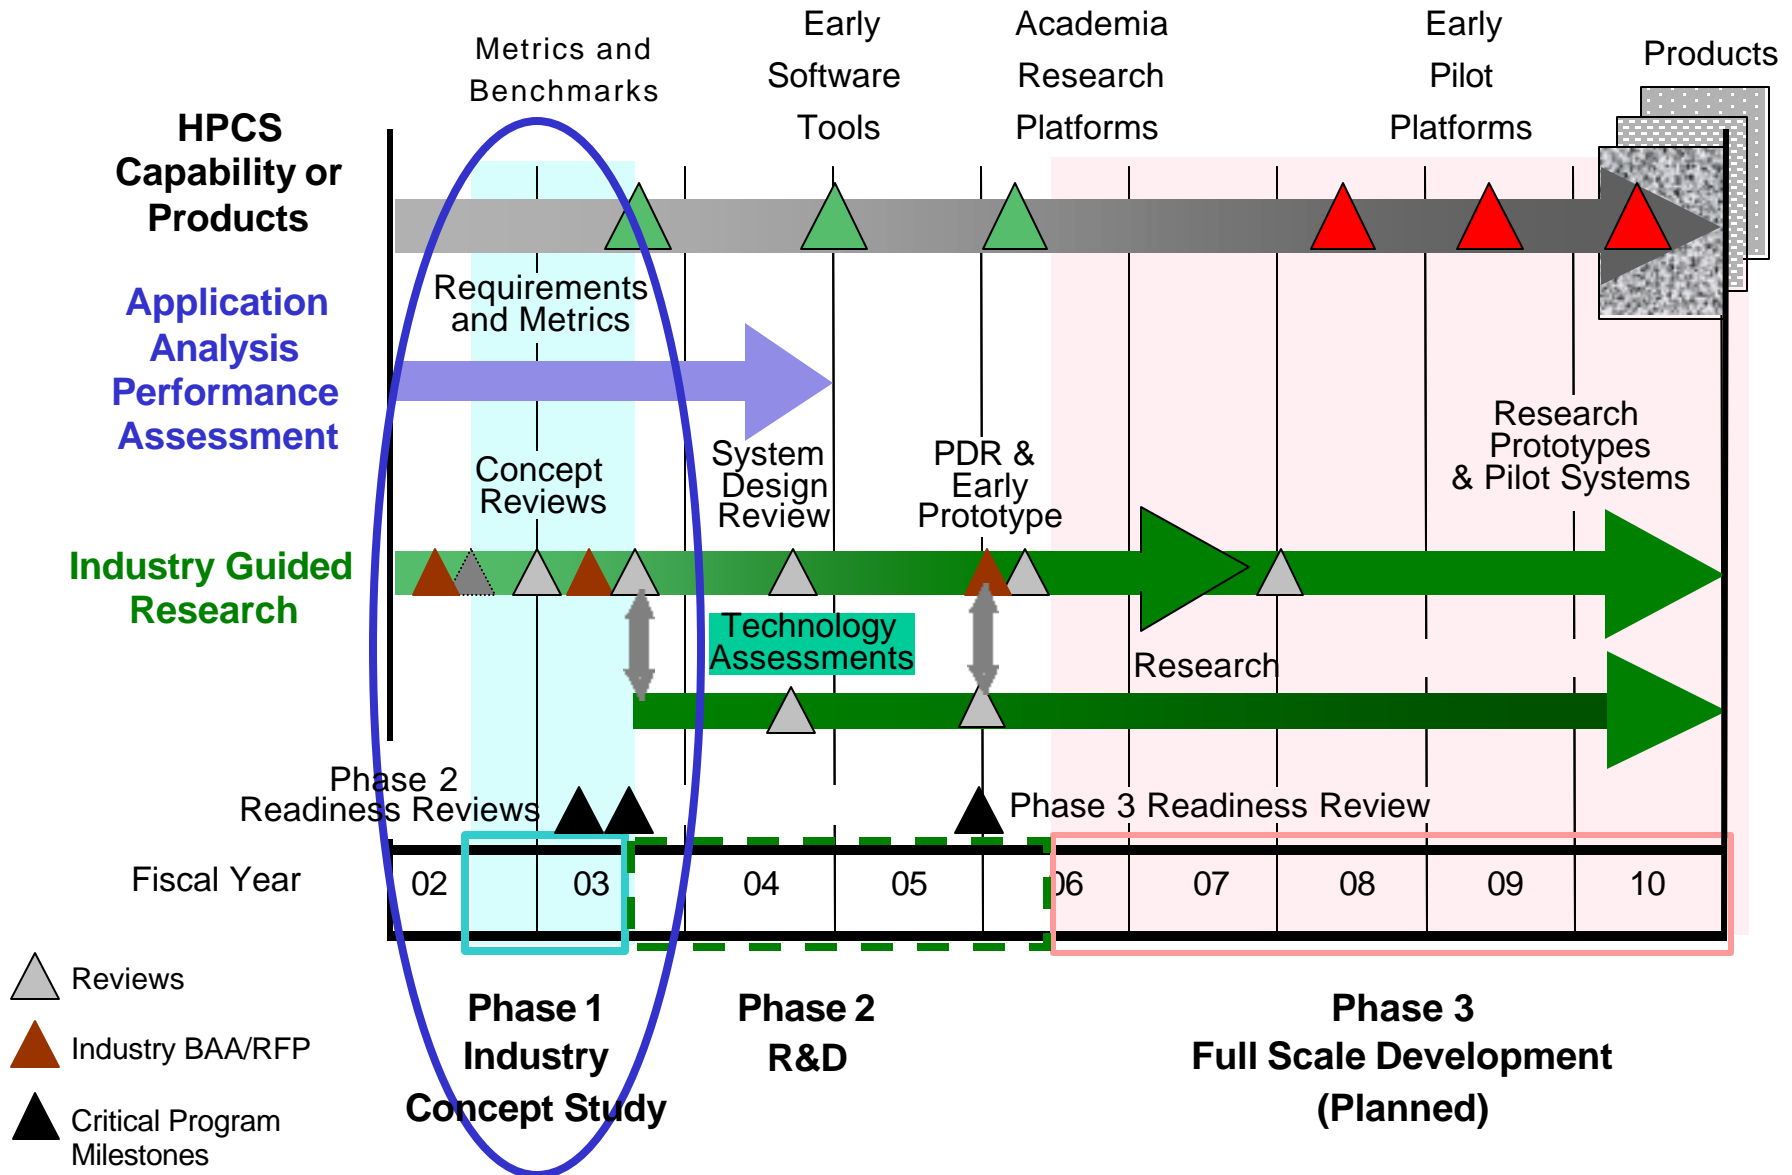 Metrics and
Benchmarks
Early
Software
Tools
Academia
Research
Platforms
Early
Pilot
Platforms
Products
HPCS
Capability or
Products
Requirements
and Metrics
Application
Analysis
Performance
Assessment
Concept
Reviews
System
Design
Review
PDR &
Early
Prototype
Research
Prototypes
& Pilot Systems
Industry Guided
Research
Technology
Assessments
Research
Phase 2
Readiness Reviews
Phase 3 Readiness Review
Fiscal Year
02
03
04
05
06
07
08
09
10
Reviews
Industry BAA/RFP
Critical Program
Milestones
Phase 1
Industry
Concept Study
Phase 2
R&D
Phase 3
Full Scale Development
(Planned)